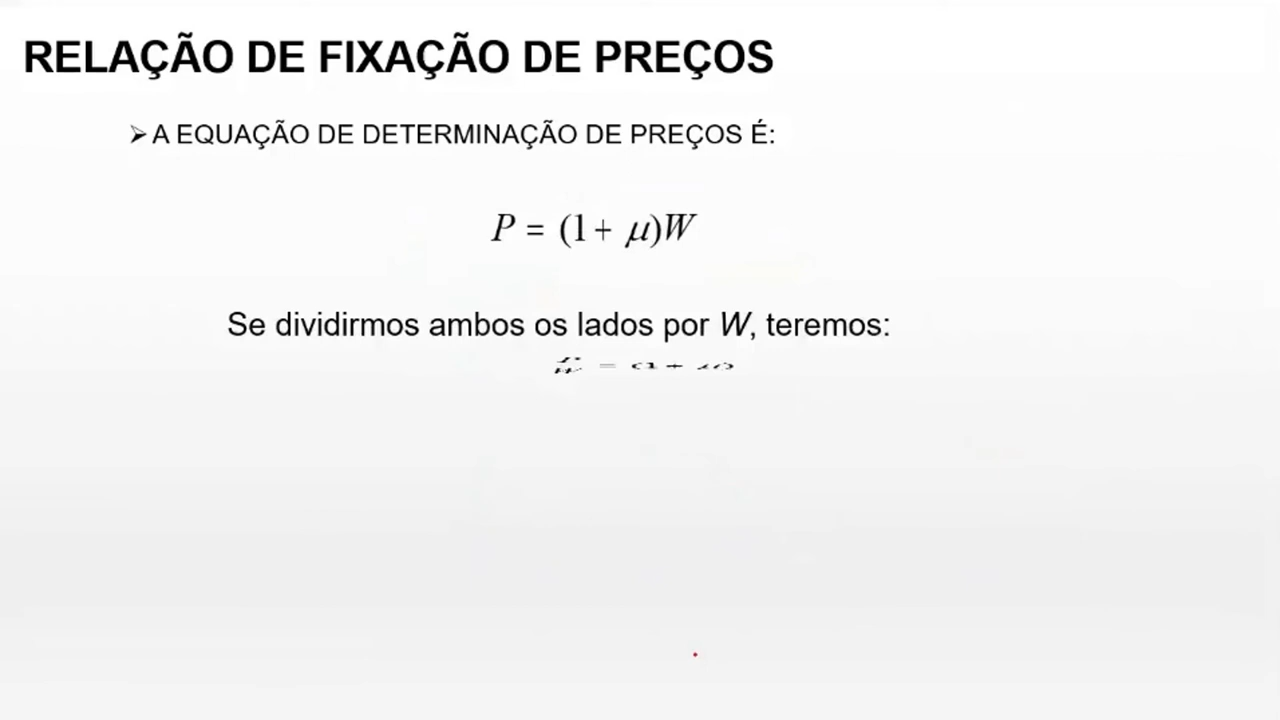 RELAÇÃO DE FIXAÇÃO DE PREÇOS
➢ A EQUAÇÃO DE DETERMINAÇÃO DE PREÇOS É:
P = (1 + μ)W
Se dividirmos ambos os lados por W, teremos: